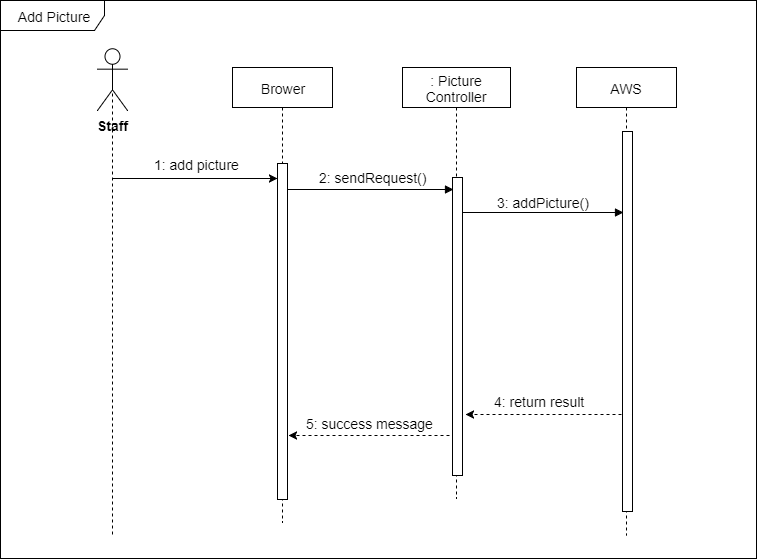 Add Picture
Staff
Brower
: Picture
Controller
AWS
1: add picture
2: sendRequest()
3: addPicture()
4: return result
5: success message